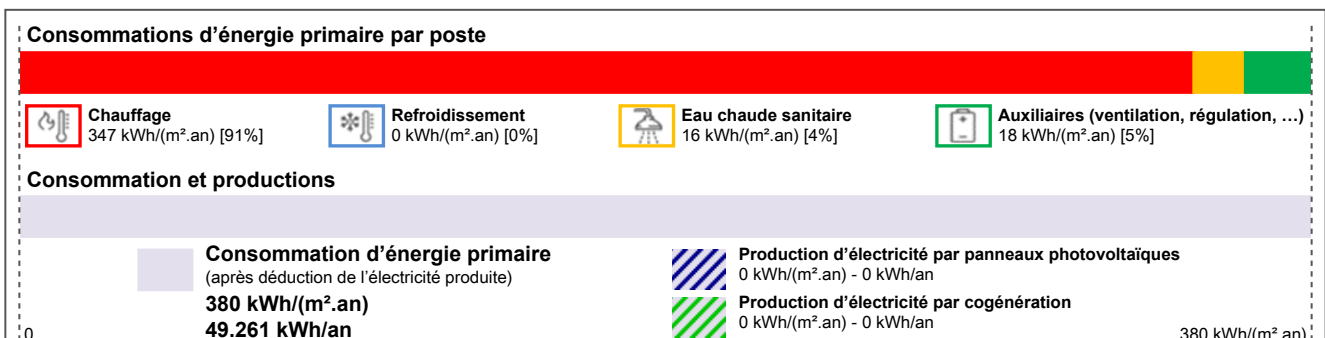 Consommations d'énergie primaire par poste
Chauffage
347 kWh/(m².an) [91%]
Refroidissement
0 kWh/(m².an) [0%]
Eau chaude sanitaire
16 kWh/(m².an) [4%]
Auxiliaires (ventilation, régulation, …)
18 kWh/(m².an) [5%]
Consommation et productions
Consommation d'énergie primaire
(après déduction de l'électricité produite)
380 kWh/(m².an)
49.261 kWh/an
Production d'électricité par panneaux photovoltaïques
0 kWh/(m².an) - 0 kWh/an
Production d'électricité par cogénération
0 kWh/(m².an) - 0 kWh/an
0
380 kWh/(m².an)